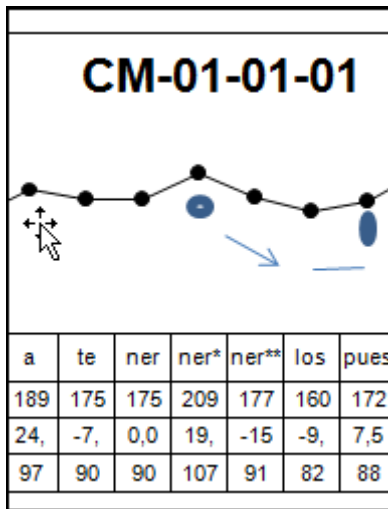 CM-01-01-01
a te ner ner* ner** los pues
189 175 175 209 177 160 172
24, -7, 0,0 19, -15 -9, 7,5
97 90 90 107 91 82 88